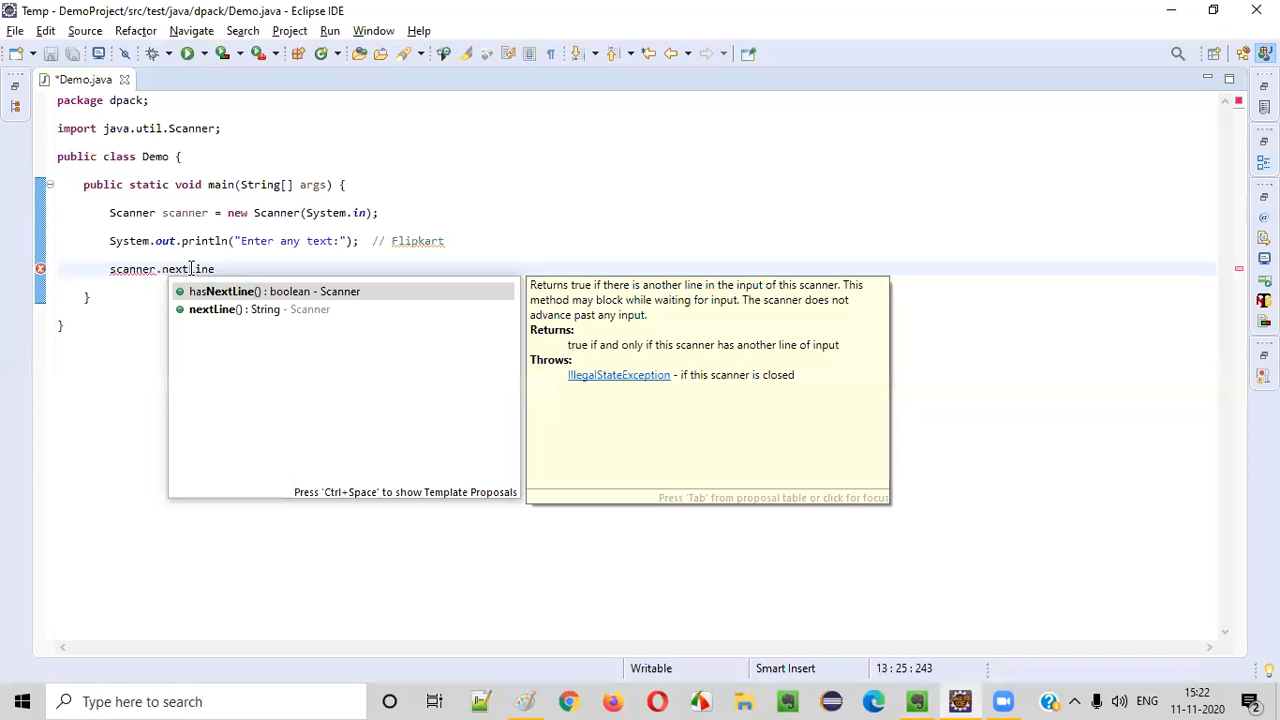 Temp - DemoProject/src/test/java/dpack/Demo.java - Eclipse IDE
File Edit Source Refactor Navigate Search Project Run Window Help
*Demo.java
package dpack;
import java.util.Scanner;
public class Demo {
public static void main(String[] args) {
Scanner scanner = new Scanner(System.in);
System.out.println("Enter any text:"); // Flipkart
scanner.nextLine
hasNextLine() : boolean - Scanner
nextLine() : String - Scanner
Press 'Ctrl+Space' to show Template Proposals
Returns true if there is another line in the input of this scanner. This
method may block while waiting for input. The scanner does not
advance past any input.
Returns:
true if and only if this scanner has another line of input
Throws:
IllegalStateException - if this scanner is closed
Press 'Tab' from proposal table or click for focus
}
}
Writable Smart Insert 13 : 25 : 243
Type here to search
ENG
15:22
11-11-2020
2